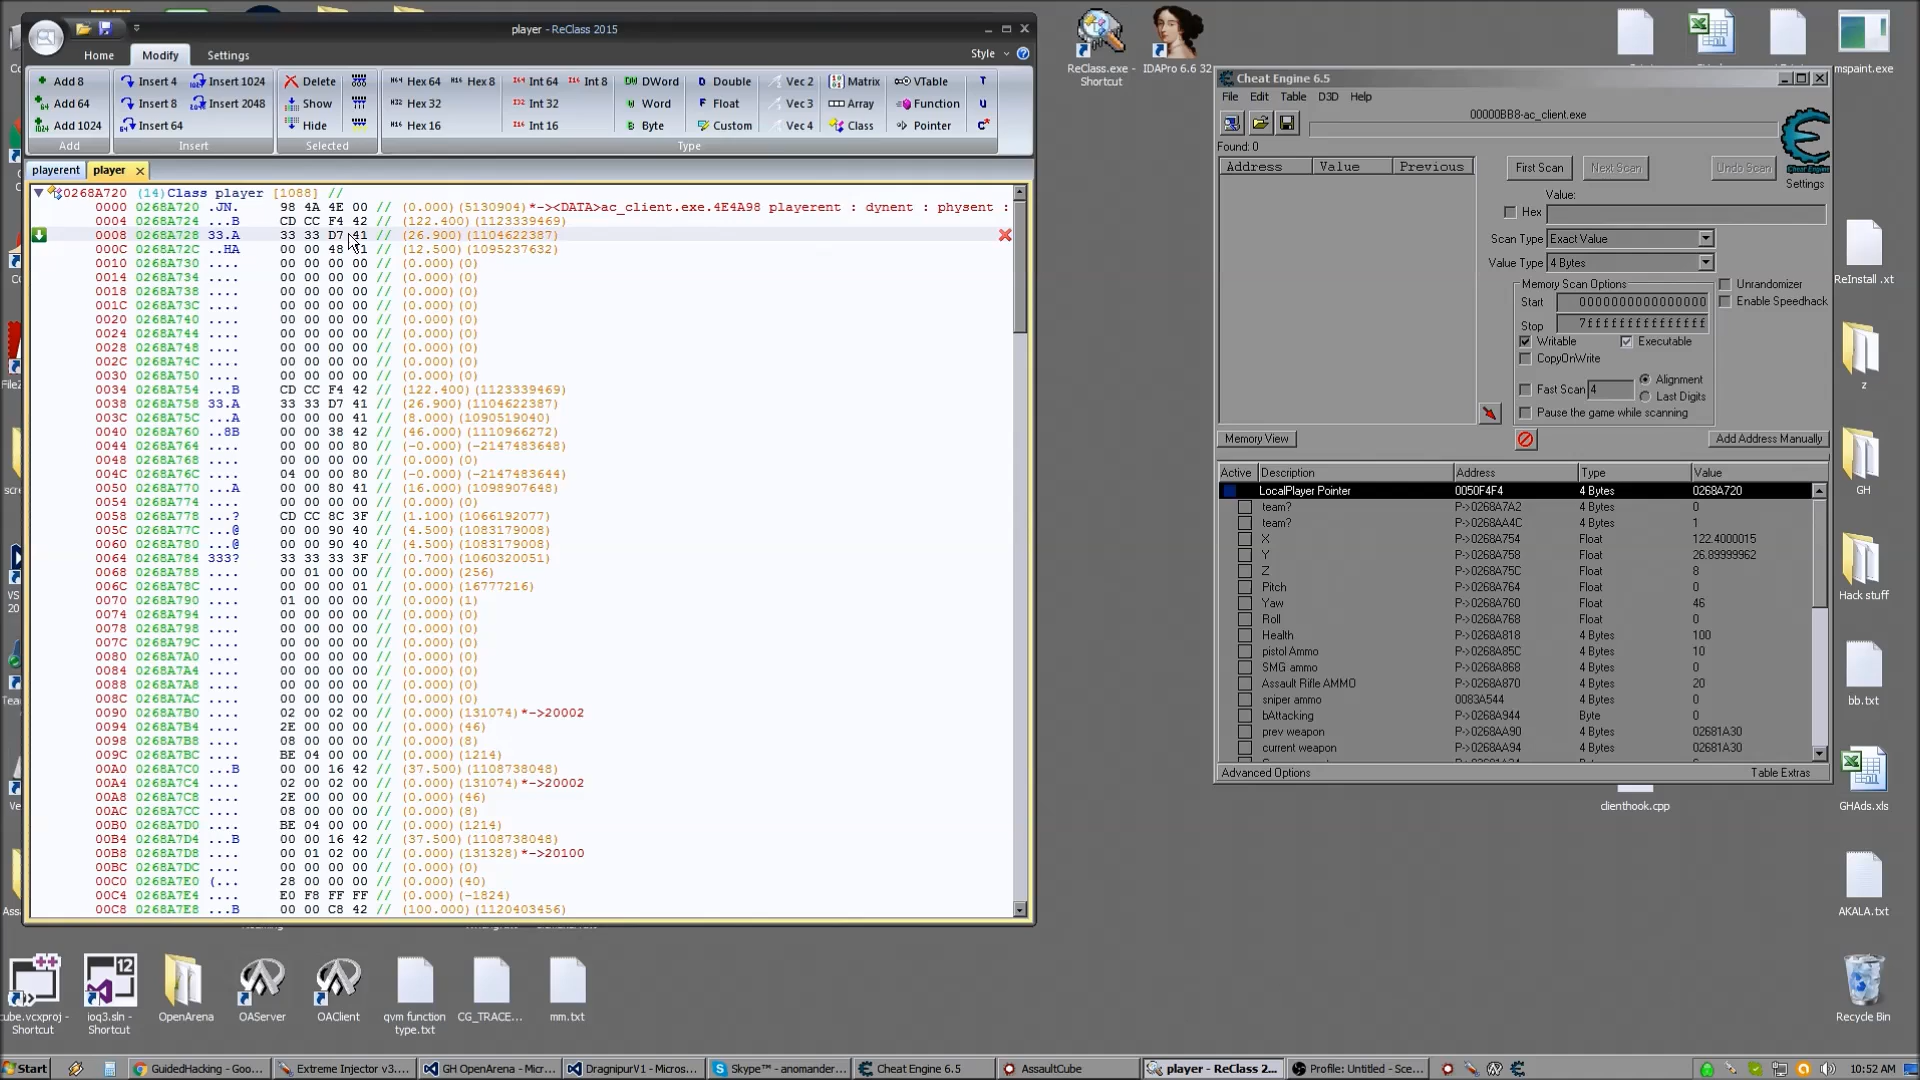 player - ReClass 2015
Home Modify Settings
Style
Add 8 Insert 4 Insert 1024 Delete Hex 64 Hex 8 Int 64 Int 8 DWord Double Vec 2 Matrix VTable T
Add 64 Insert 8 Insert 2048 Show Hex 32 Int 32 Word Float Vec 3 Array Function U
Add 1024 Insert 64 Hide Hex 16 Int 16 Byte Custom Vec 4 Class Pointer C
Add Insert Selected Type
playerent player
0268A720 (14)Class player [1088] //
0000 0268A720 .JN. 98 4A 4E 00 // (0.000)(5130904)*-><DATA>ac_client.exe.4E4A98 playerent : dynent : physent :
0004 0268A724 ...B CD CC F4 42 // (122.400)(1123339469)
0008 0268A728 33.A 33 33 D7 41 // (26.900)(1104622387)
000C 0268A72C ..HA 00 00 48 41 // (12.500)(1095237632)
0010 0268A730 .... 00 00 00 00 // (0.000)(0)
0014 0268A734 .... 00 00 00 00 // (0.000)(0)
0018 0268A738 .... 00 00 00 00 // (0.000)(0)
001C 0268A73C .... 00 00 00 00 // (0.000)(0)
0020 0268A740 .... 00 00 00 00 // (0.000)(0)
0024 0268A744 .... 00 00 00 00 // (0.000)(0)
0028 0268A748 .... 00 00 00 00 // (0.000)(0)
002C 0268A74C .... 00 00 00 00 // (0.000)(0)
0030 0268A750 .... 00 00 00 00 // (0.000)(0)
0034 0268A754 ...B CD CC F4 42 // (122.400)(1123339469)
0038 0268A758 33.A 33 33 D7 41 // (26.900)(1104622387)
003C 0268A75C ...A 00 00 00 41 // (8.000)(1090519040)
0040 0268A760 ..8B 00 00 38 42 // (46.000)(1110966272)
0044 0268A764 .... 00 00 00 80 // (-0.000)(-2147483648)
0048 0268A768 .... 00 00 00 00 // (0.000)(0)
004C 0268A76C .... 04 00 00 80 // (-0.000)(-2147483644)
0050 0268A770 ...A 00 00 80 41 // (16.000)(1098907648)
0054 0268A774 .... 00 00 00 00 // (0.000)(0)
0058 0268A778 ...? CD CC 8C 3F // (1.100)(1066192077)
005C 0268A77C ...@ 00 00 90 40 // (4.500)(1083179008)
0060 0268A780 ...@ 00 00 90 40 // (4.500)(1083179008)
0064 0268A784 333? 33 33 33 3F // (0.700)(1060320051)
0068 0268A788 .... 00 01 00 00 // (0.000)(256)
006C 0268A78C .... 00 00 00 01 // (0.000)(16777216)
0070 0268A790 .... 01 00 00 00 // (0.000)(1)
0074 0268A794 .... 00 00 00 00 // (0.000)(0)
0078 0268A798 .... 00 00 00 00 // (0.000)(0)
007C 0268A79C .... 00 00 00 00 // (0.000)(0)
0080 0268A7A0 .... 00 00 00 00 // (0.000)(0)
0084 0268A7A4 .... 00 00 00 00 // (0.000)(0)
0088 0268A7A8 .... 00 00 00 00 // (0.000)(0)
008C 0268A7AC .... 00 00 00 00 // (0.000)(0)
0090 0268A7B0 .... 02 00 02 00 // (0.000)(131074)*->20002
0094 0268A7B4 .... 2E 00 00 00 // (0.000)(46)
0098 0268A7B8 .... 08 00 00 00 // (0.000)(8)
009C 0268A7BC .... BE 04 00 00 // (0.000)(1214)
00A0 0268A7C0 ...B 00 00 16 42 // (37.500)(1108738048)
00A4 0268A7C4 .... 02 00 02 00 // (0.000)(131074)*->20002
00A8 0268A7C8 .... 2E 00 00 00 // (0.000)(46)
00AC 0268A7CC .... 08 00 00 00 // (0.000)(8)
00B0 0268A7D0 .... BE 04 00 00 // (0.000)(1214)
00B4 0268A7D4 ...B 00 00 16 42 // (37.500)(1108738048)
00B8 0268A7D8 .... 00 01 02 00 // (0.000)(131328)*->20100
00BC 0268A7DC .... 00 00 00 00 // (0.000)(0)
00C0 0268A7E0 (... 28 00 00 00 // (0.000)(40)
00C4 0268A7E4 .... E0 F8 FF FF // (0.000)(-1824)
00C8 0268A7E8 ...B 00 00 C8 42 // (100.000)(1120403456)
ReClass.exe - Shortcut
IDAPro 6.6 32
mspaint.exe
Cheat Engine 6.5
File Edit Table D3D Help
00000BB8-ac_client.exe
Found: 0
Address Value Previous
First Scan Next Scan Undo Scan
Settings
Value:
Hex
Scan Type Exact Value
Value Type 4 Bytes
Memory Scan Options
Start 0000000000000000
Stop 7fffffffffffffff
Writable Executable
CopyOnWrite
Fast Scan 4 Alignment
Last Digits
Pause the game while scanning
Unrandomizer
Enable Speedhack
Memory View
Add Address Manually
Active Description Address Type Value
LocalPlayer Pointer 0050F4F4 4 Bytes 0268A720
team? P->0268A7A2 4 Bytes 0
team? P->0268AA4C 4 Bytes 1
X P->0268A754 Float 122.4000015
Y P->0268A758 Float 26.89999962
Z P->0268A75C Float 8
Pitch P->0268A764 Float 0
Yaw P->0268A760 Float 46
Roll P->0268A768 Float 0
Health P->0268A818 4 Bytes 100
pistol Ammo P->0268A85C 4 Bytes 10
SMG ammo P->0268A868 4 Bytes 0
Assault Rifle AMMO P->0268A870 4 Bytes 20
sniper ammo 0083A544 4 Bytes 0
bAttacking P->0268A944 Byte 0
prev weapon P->0268AA90 4 Bytes 02681A30
current weapon P->0268AA94 4 Bytes 02681A30
Advanced Options
Table Extras
ReInstall .txt
z
GH
Hack stuff
bb.txt
clienthook.cpp
GHAds.xls
AKALA.txt
Recycle Bin
cube.vcxproj - Shortcut
ioq3.sln - Shortcut
OpenArena
OAServer
OAClient
qvm function type.txt
CG_TRACE...
mm.txt
Start
GuidedHacking - Goo...
Extreme Injector v3....
GH OpenArena - Micr...
DragnipurV1 - Micros...
Skype™ - anomander...
Cheat Engine 6.5
AssaultCube
player - ReClass 2...
Profile: Untitled - Sce...
10:52 AM